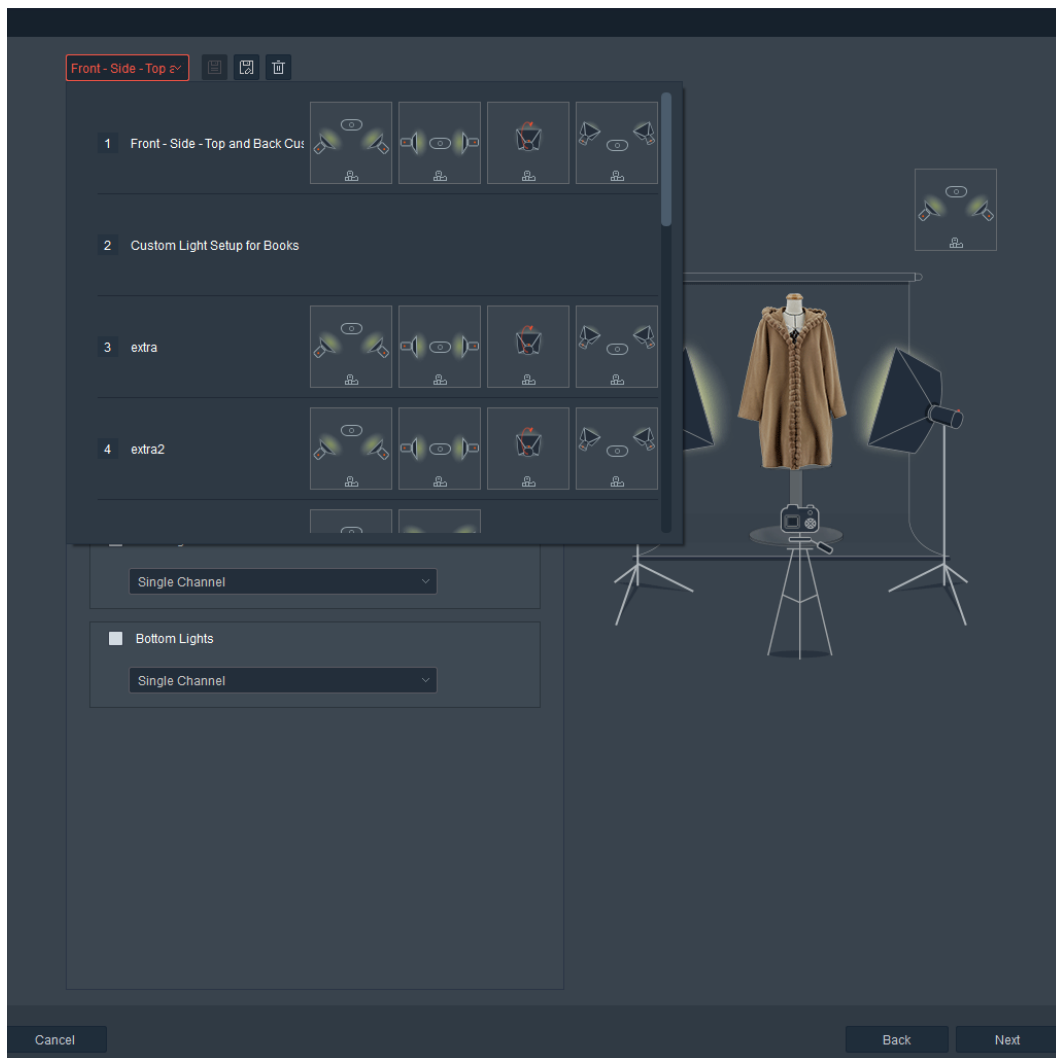 Front - Side - Top a
1 Front - Side - Top and Back Cus
2 Custom Light Setup for Books
3 extra
4 extra2
Single Channel
Bottom Lights
Single Channel
Cancel
Back
Next